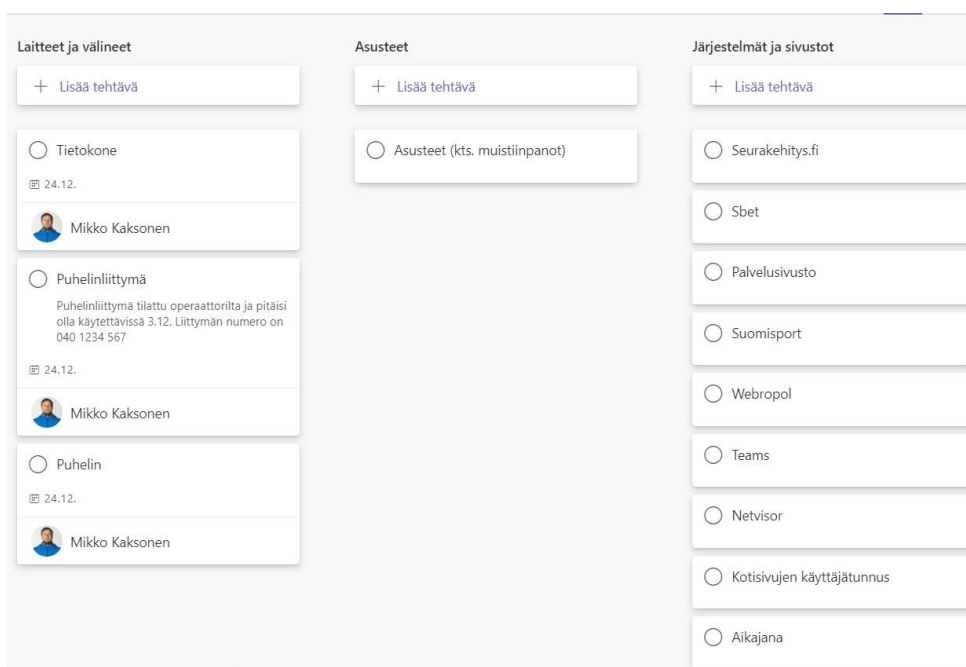 Laitteet ja välineet
+ Lisää tehtävä
Tietokone
24.12.
Mikko Kaksonen
Puhelinliittymä
Puhelinliittymä tilattu operaattorilta ja pitäisi
olla käytettävissä 3.12. Liittymän numero on
040 1234 567
24.12.
Mikko Kaksonen
Puhelin
24.12.
Mikko Kaksonen
Asusteet
+ Lisää tehtävä
Asusteet (kts. muistiinpanot)
Järjestelmät ja sivustot
+ Lisää tehtävä
Seurakehitys.fi
Sbet
Palvelusivusto
Suomisport
Webropol
Teams
Netvisor
Kotisivujen käyttäjätunnus
Aikajana